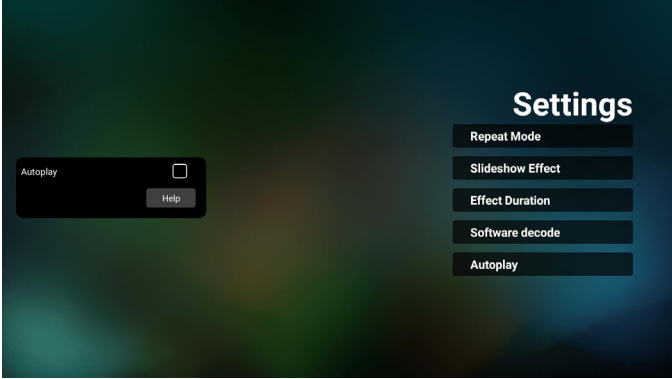 Settings
Repeat Mode
Slideshow Effect
Effect Duration
Software decode
Autoplay
Autoplay
Help